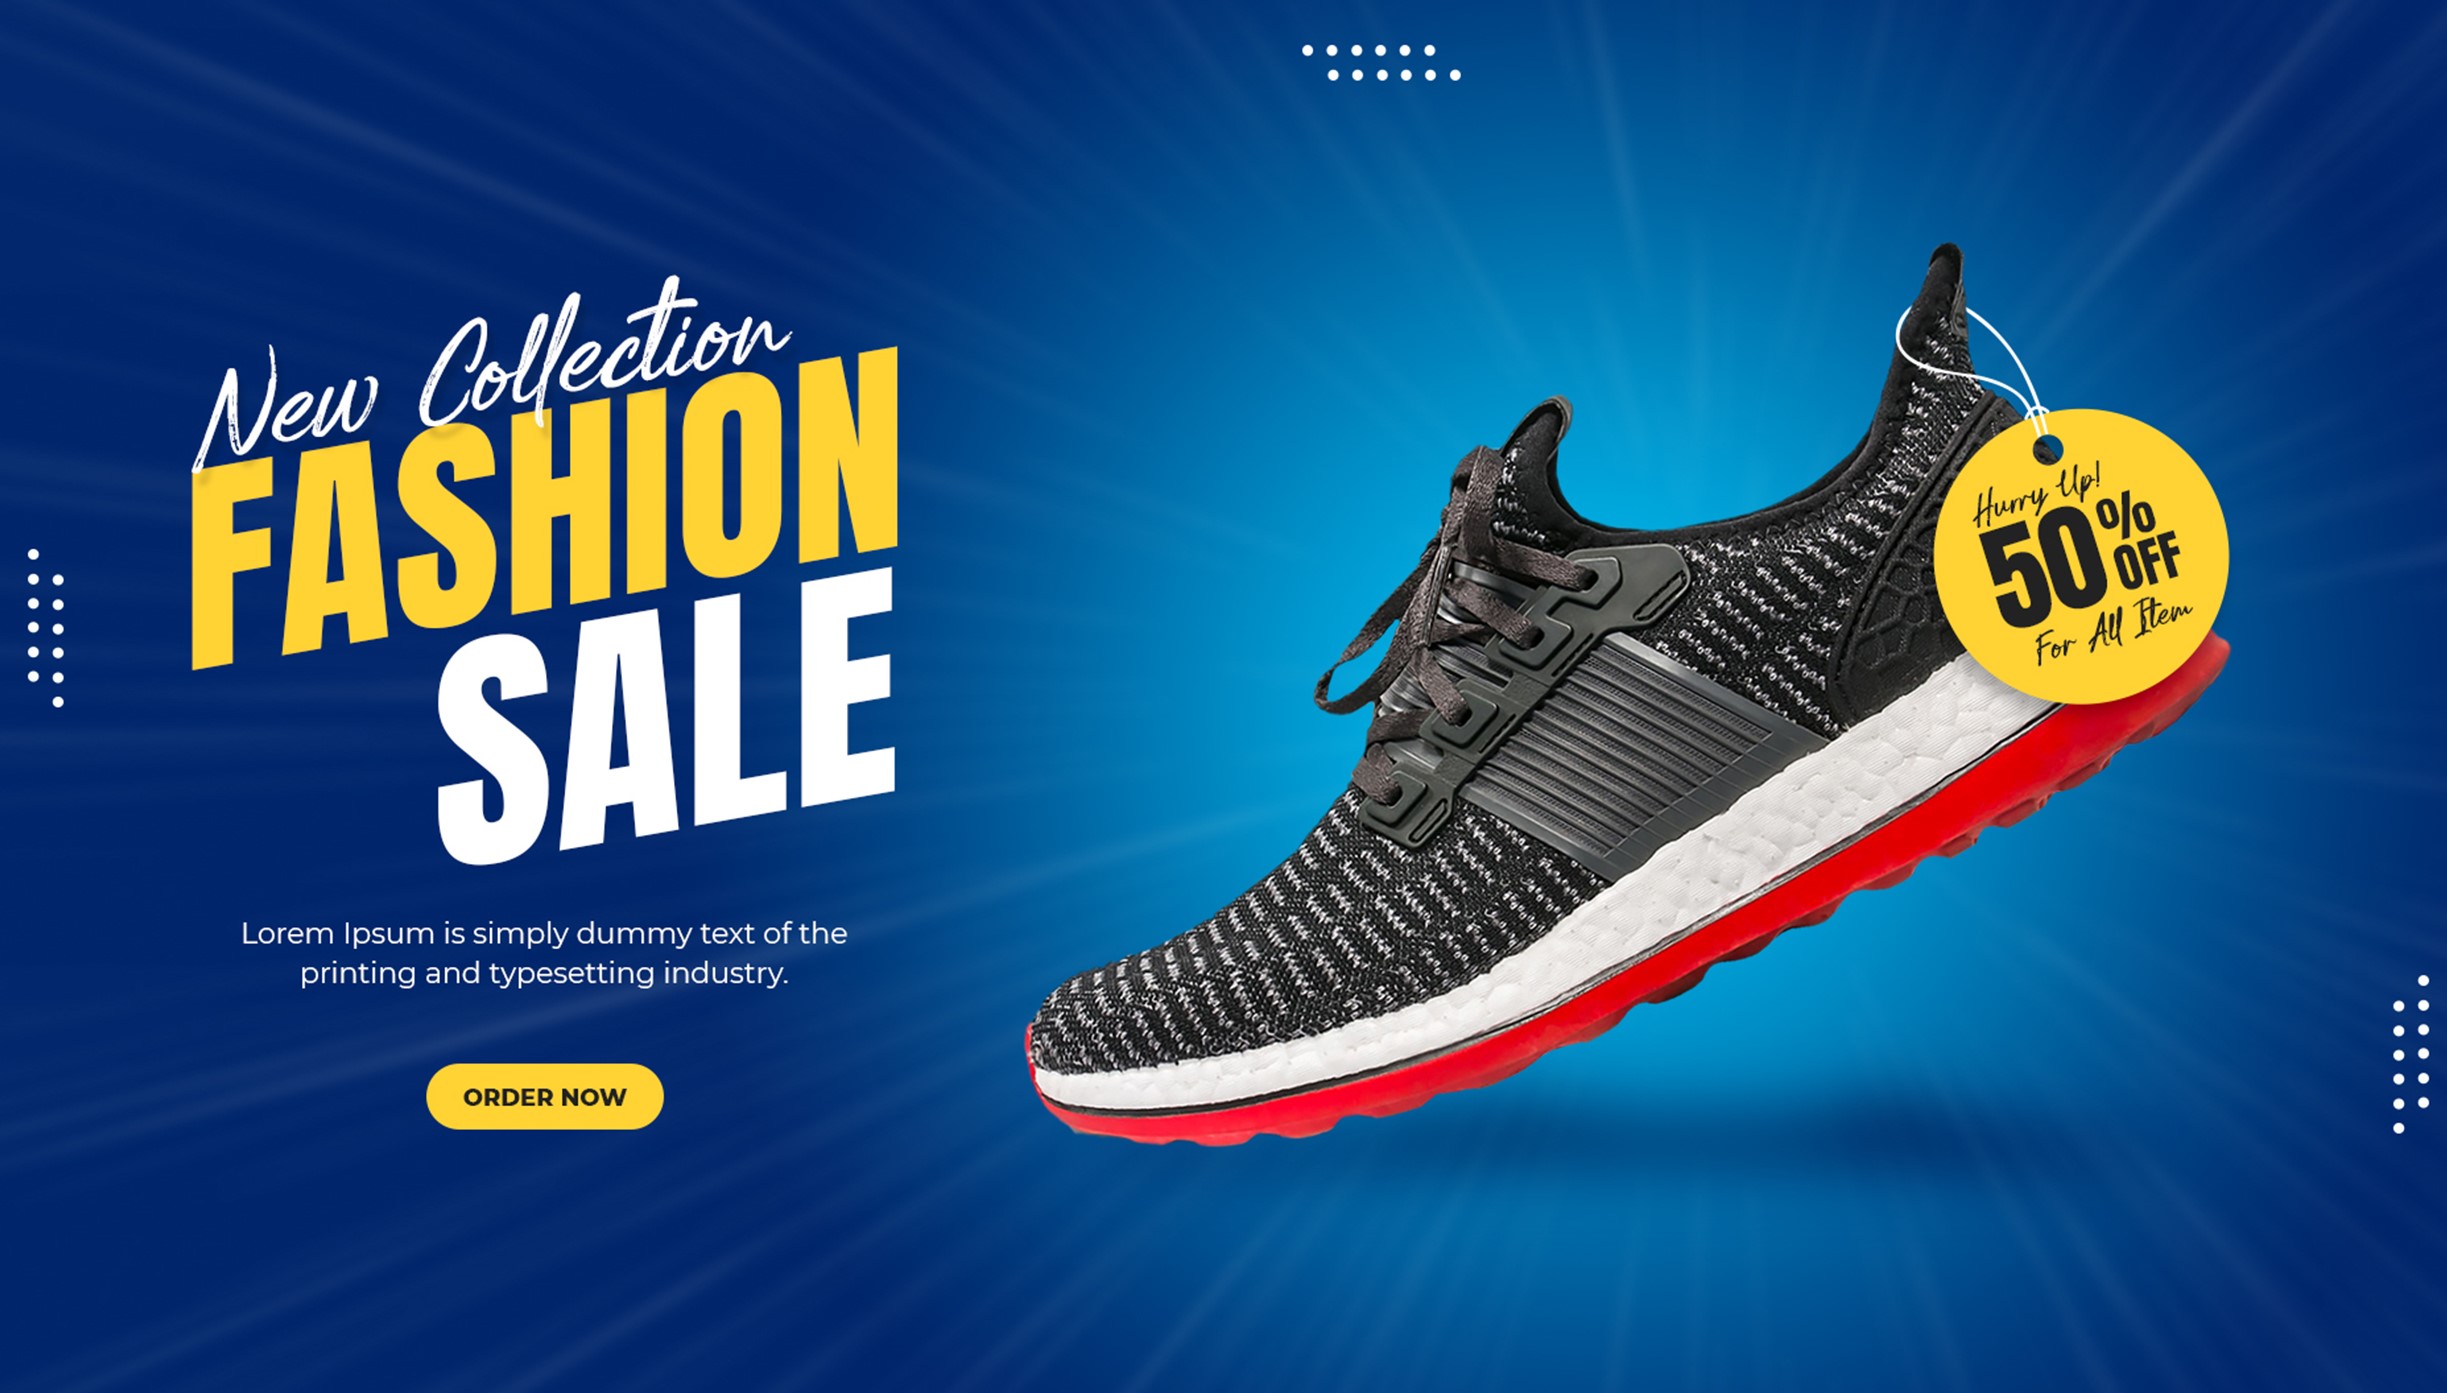 New Collection
FASHION
SALE
Lorem Ipsum is simply dummy text of the
printing and typesetting industry.
ORDER NOW
Hurry Up!
50% OFF
For All Item